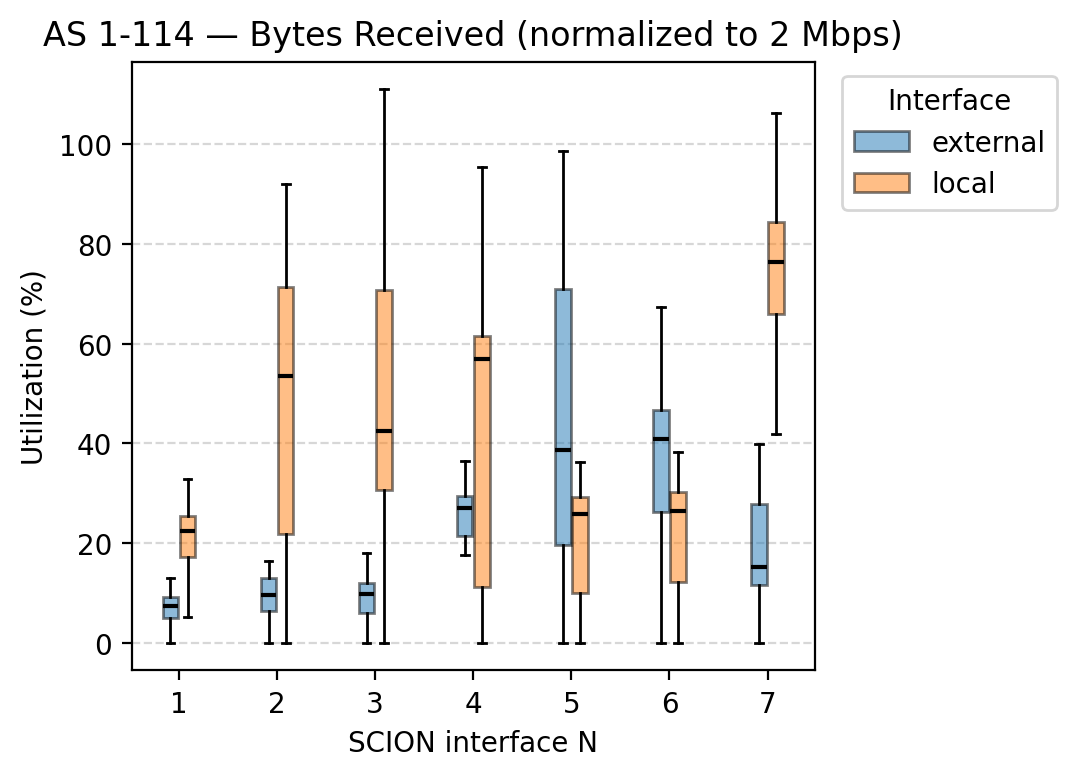 AS 1-114 — Bytes Received (normalized to 2 Mbps)
Interface
external
local
Utilization (%)
100
80
60
40
20
0
1 2 3 4 5 6 7
SCION interface N